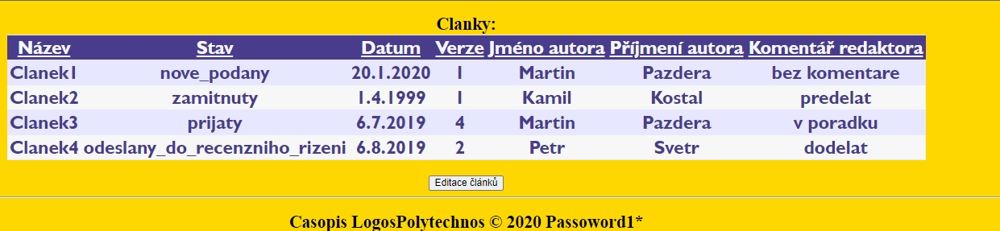 Clanky:
Název Stav Datum Verze Jméno autora Příjmení autora Komentář redaktora
Clanek1 nove_podany 20.1.2020 1 Martin Pazdera bez komentare
Clanek2 zamitnuty 1.4.1999 1 Kamil Kostal predelat
Clanek3 prijaty 6.7.2019 4 Martin Pazdera v poradku
Clanek4 odeslany_do_recenzniho_rizeni 6.8.2019 2 Petr Svetr dodelat
Editace článků
Casopis LogosPolytechnos © 2020 Passoword1*